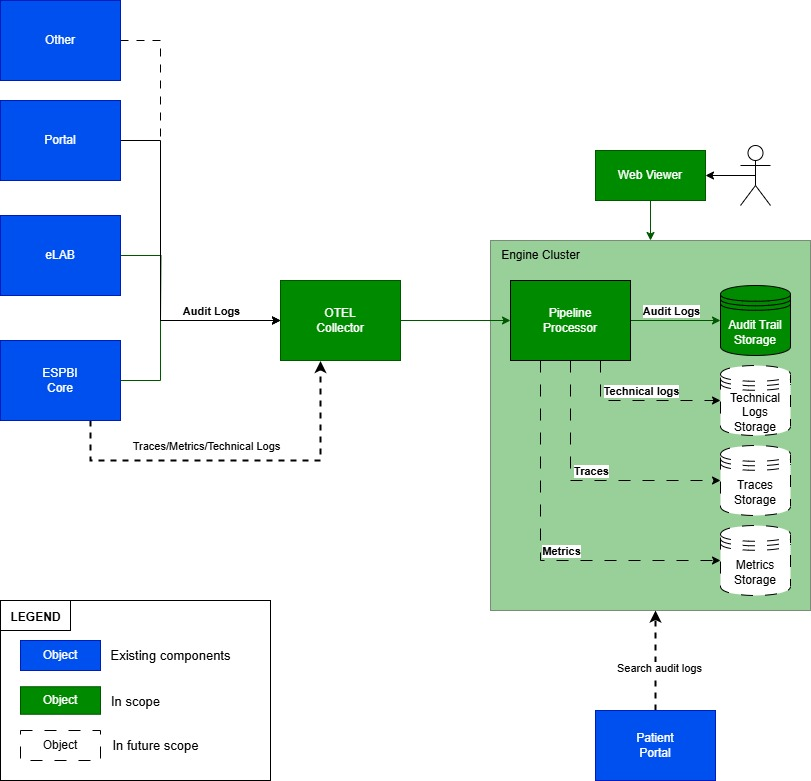 Other
Portal
eLAB
ESPBI
Core
Audit Logs
Traces/Metrics/Technical Logs
OTEL
Collector
Web Viewer
Engine Cluster
Pipeline
Processor
Audit Logs
Audit Trail
Storage
Technical logs
Technical
Logs
Storage
Traces
Traces
Storage
Metrics
Metrics
Storage
Search audit logs
Patient
Portal
LEGEND
Object
Existing components
Object
In scope
Object
In future scope